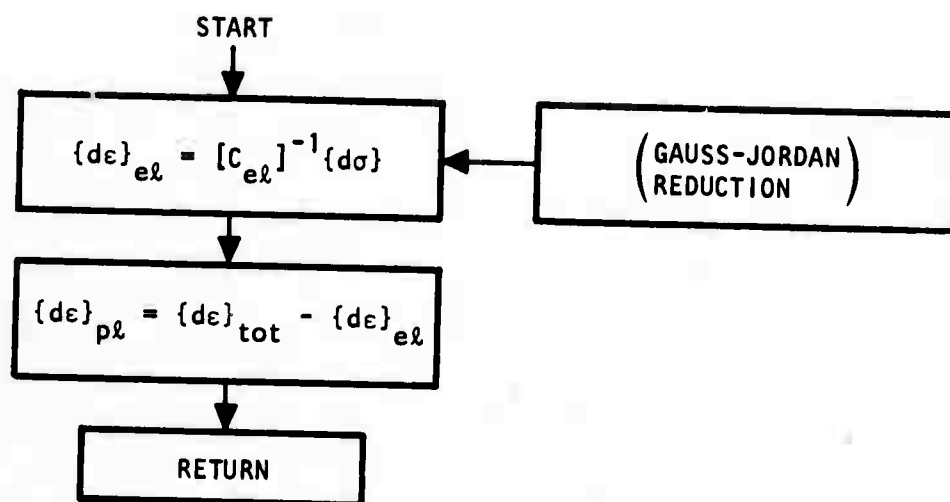 START
{dε}eℓ = [Ceℓ]⁻¹{dσ}
(GAUSS-JORDAN
REDUCTION)
{dε}pℓ = {dε}tot - {dε}eℓ
RETURN